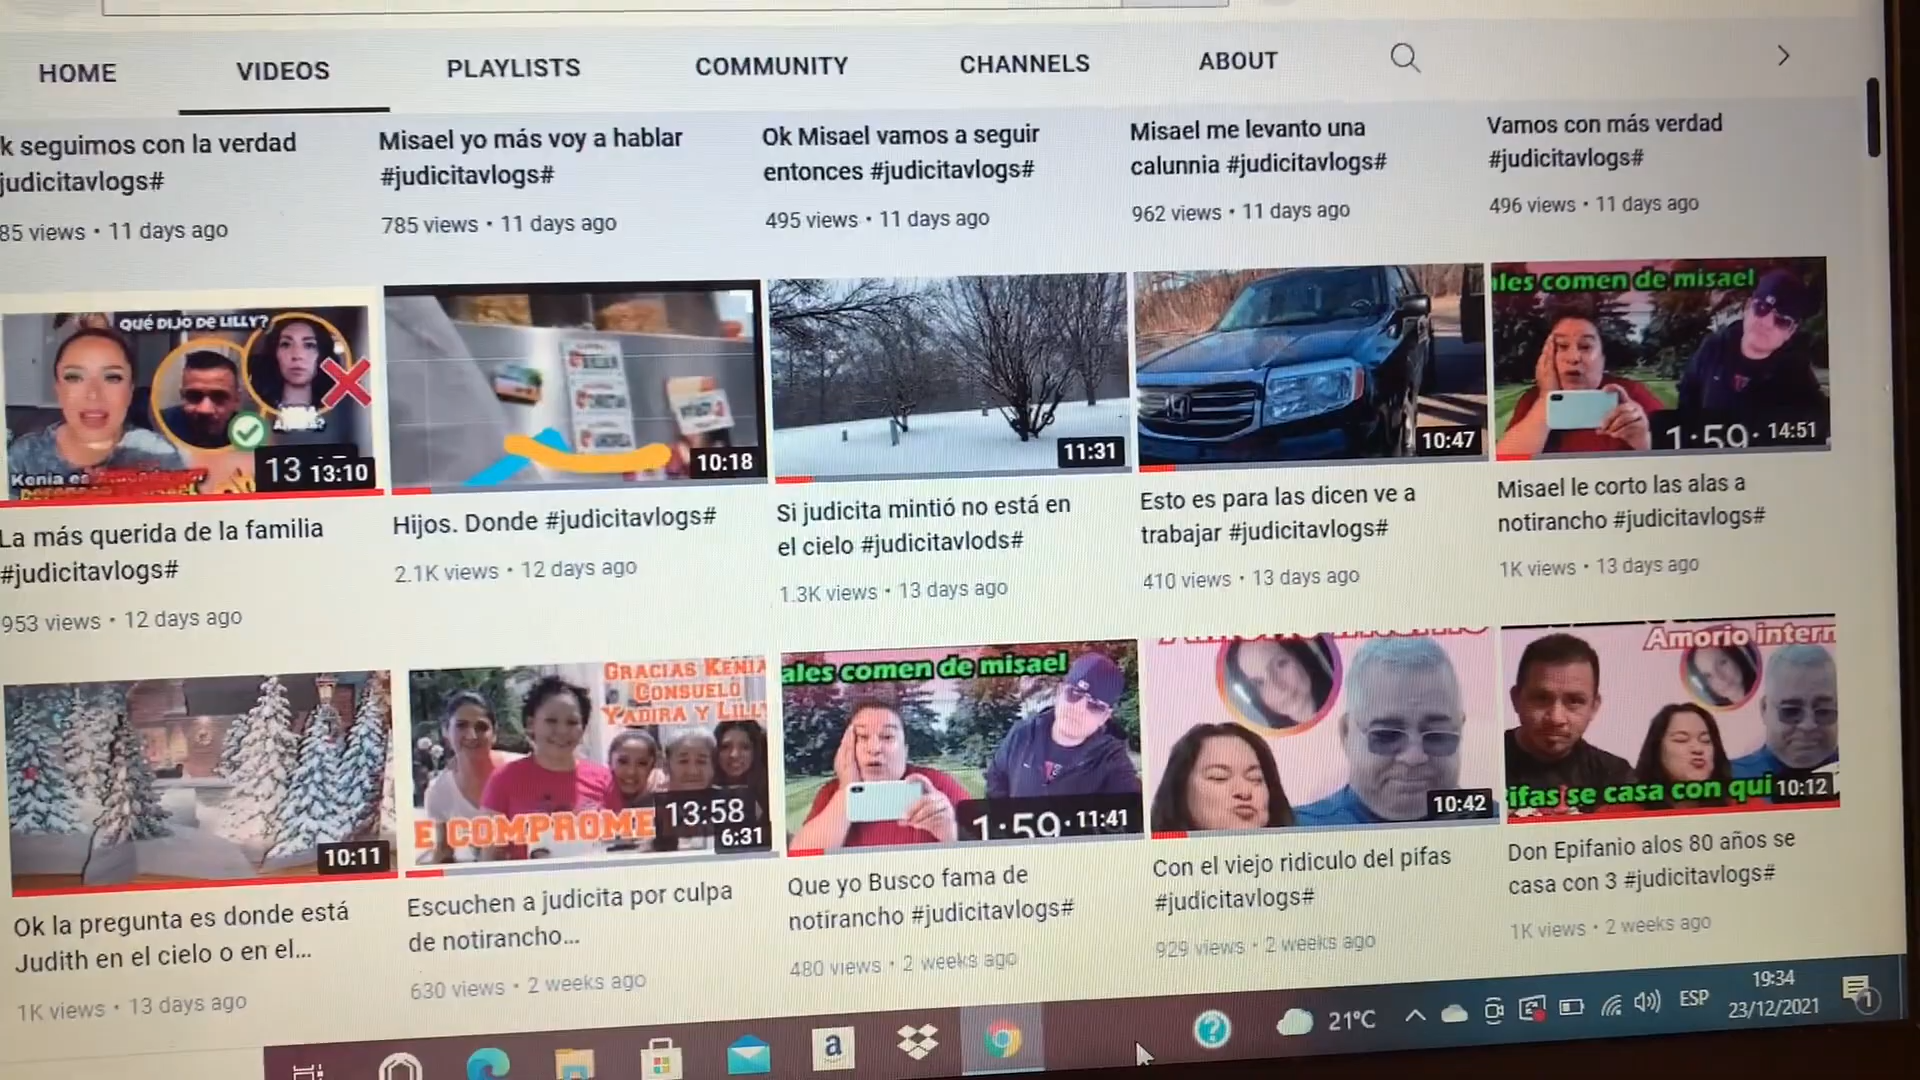 HOME VIDEOS PLAYLISTS COMMUNITY CHANNELS ABOUT
k seguimos con la verdad
judicitavlogs#
85 views • 11 days ago
Misael yo más voy a hablar
#judicitavlogs#
785 views • 11 days ago
Ok Misael vamos a seguir
entonces #judicitavlogs#
495 views • 11 days ago
Misael me levanto una
calunnia #judicitavlogs#
962 views • 11 days ago
Vamos con más verdad
#judicitavlogs#
496 views • 11 days ago
QUÉ DIJO DE LILLY?
Kenia es
13 13:10
La más querida de la familia
#judicitavlogs#
953 views • 12 days ago
10:18
Hijos. Donde #judicitavlogs#
2.1K views • 12 days ago
11:31
Si judicita mintió no está en
el cielo #judicitavlods#
1.3K views • 13 days ago
10:47
Esto es para las dicen ve a
trabajar #judicitavlogs#
410 views • 13 days ago
les comen de misael
1:59 14:51
Misael le corto las alas a
notirancho #judicitavlogs#
1K views • 13 days ago
10:11
Ok la pregunta es donde está
Judith en el cielo o en el...
1K views • 13 days ago
GRACIAS KENIA
CONSUELO
YADIRA Y LILLY
E COMPROME
13:58
6:31
Escuchen a judicita por culpa
de notirancho...
630 views • 2 weeks ago
ales comen de misael
1:59 11:41
Que yo Busco fama de
notirancho #judicitavlogs#
480 views • 2 weeks ago
10:42
Con el viejo ridiculo del pifas
#judicitavlogs#
929 views • 2 weeks ago
Amorio intern
ifas se casa con qui
10:12
Don Epifanio alos 80 años se
casa con 3 #judicitavlogs#
1K views • 2 weeks ago
a
?
21°C
ESP
19:34
23/12/2021
1